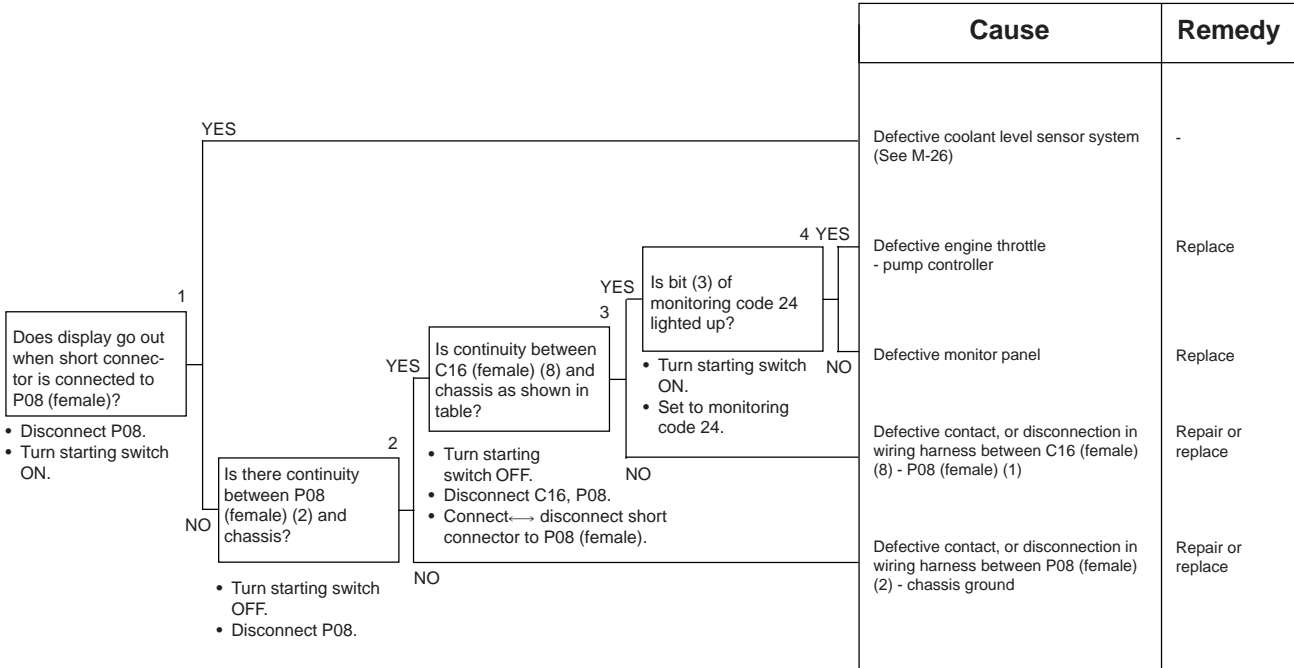 Cause
Remedy
YES
Defective coolant level sensor system
(See M-26)
-
4 YES
Defective engine throttle
- pump controller
Replace
YES
Is bit (3) of
monitoring code 24
lighted up?
1
3
Does display go out
when short connec-
tor is connected to
P08 (female)?
YES
Is continuity between
C16 (female) (8) and
chassis as shown in
table?
• Turn starting switch
ON.
• Set to monitoring
code 24.
NO
Defective monitor panel
Replace
• Disconnect P08.
• Turn starting switch
ON.
2
NO
Is there continuity
between P08
(female) (2) and
chassis?
• Turn starting
switch OFF.
• Disconnect C16, P08.
• Connect←→ disconnect short
connector to P08 (female).
NO
Defective contact, or disconnection in
wiring harness between C16 (female)
(8) - P08 (female) (1)
Repair or
replace
• Turn starting switch
OFF.
• Disconnect P08.
NO
Defective contact, or disconnection in
wiring harness between P08 (female)
(2) - chassis ground
Repair or
replace